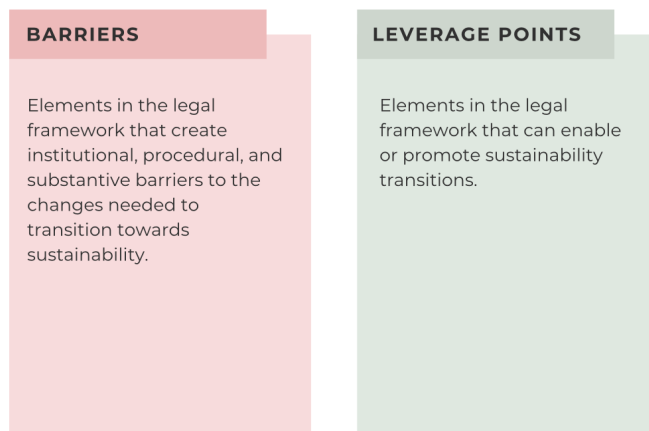 BARRIERS
Elements in the legal
framework that create
institutional, procedural, and
substantive barriers to the
changes needed to
transition towards
sustainability.
LEVERAGE POINTS
Elements in the legal
framework that can enable
or promote sustainability
transitions.